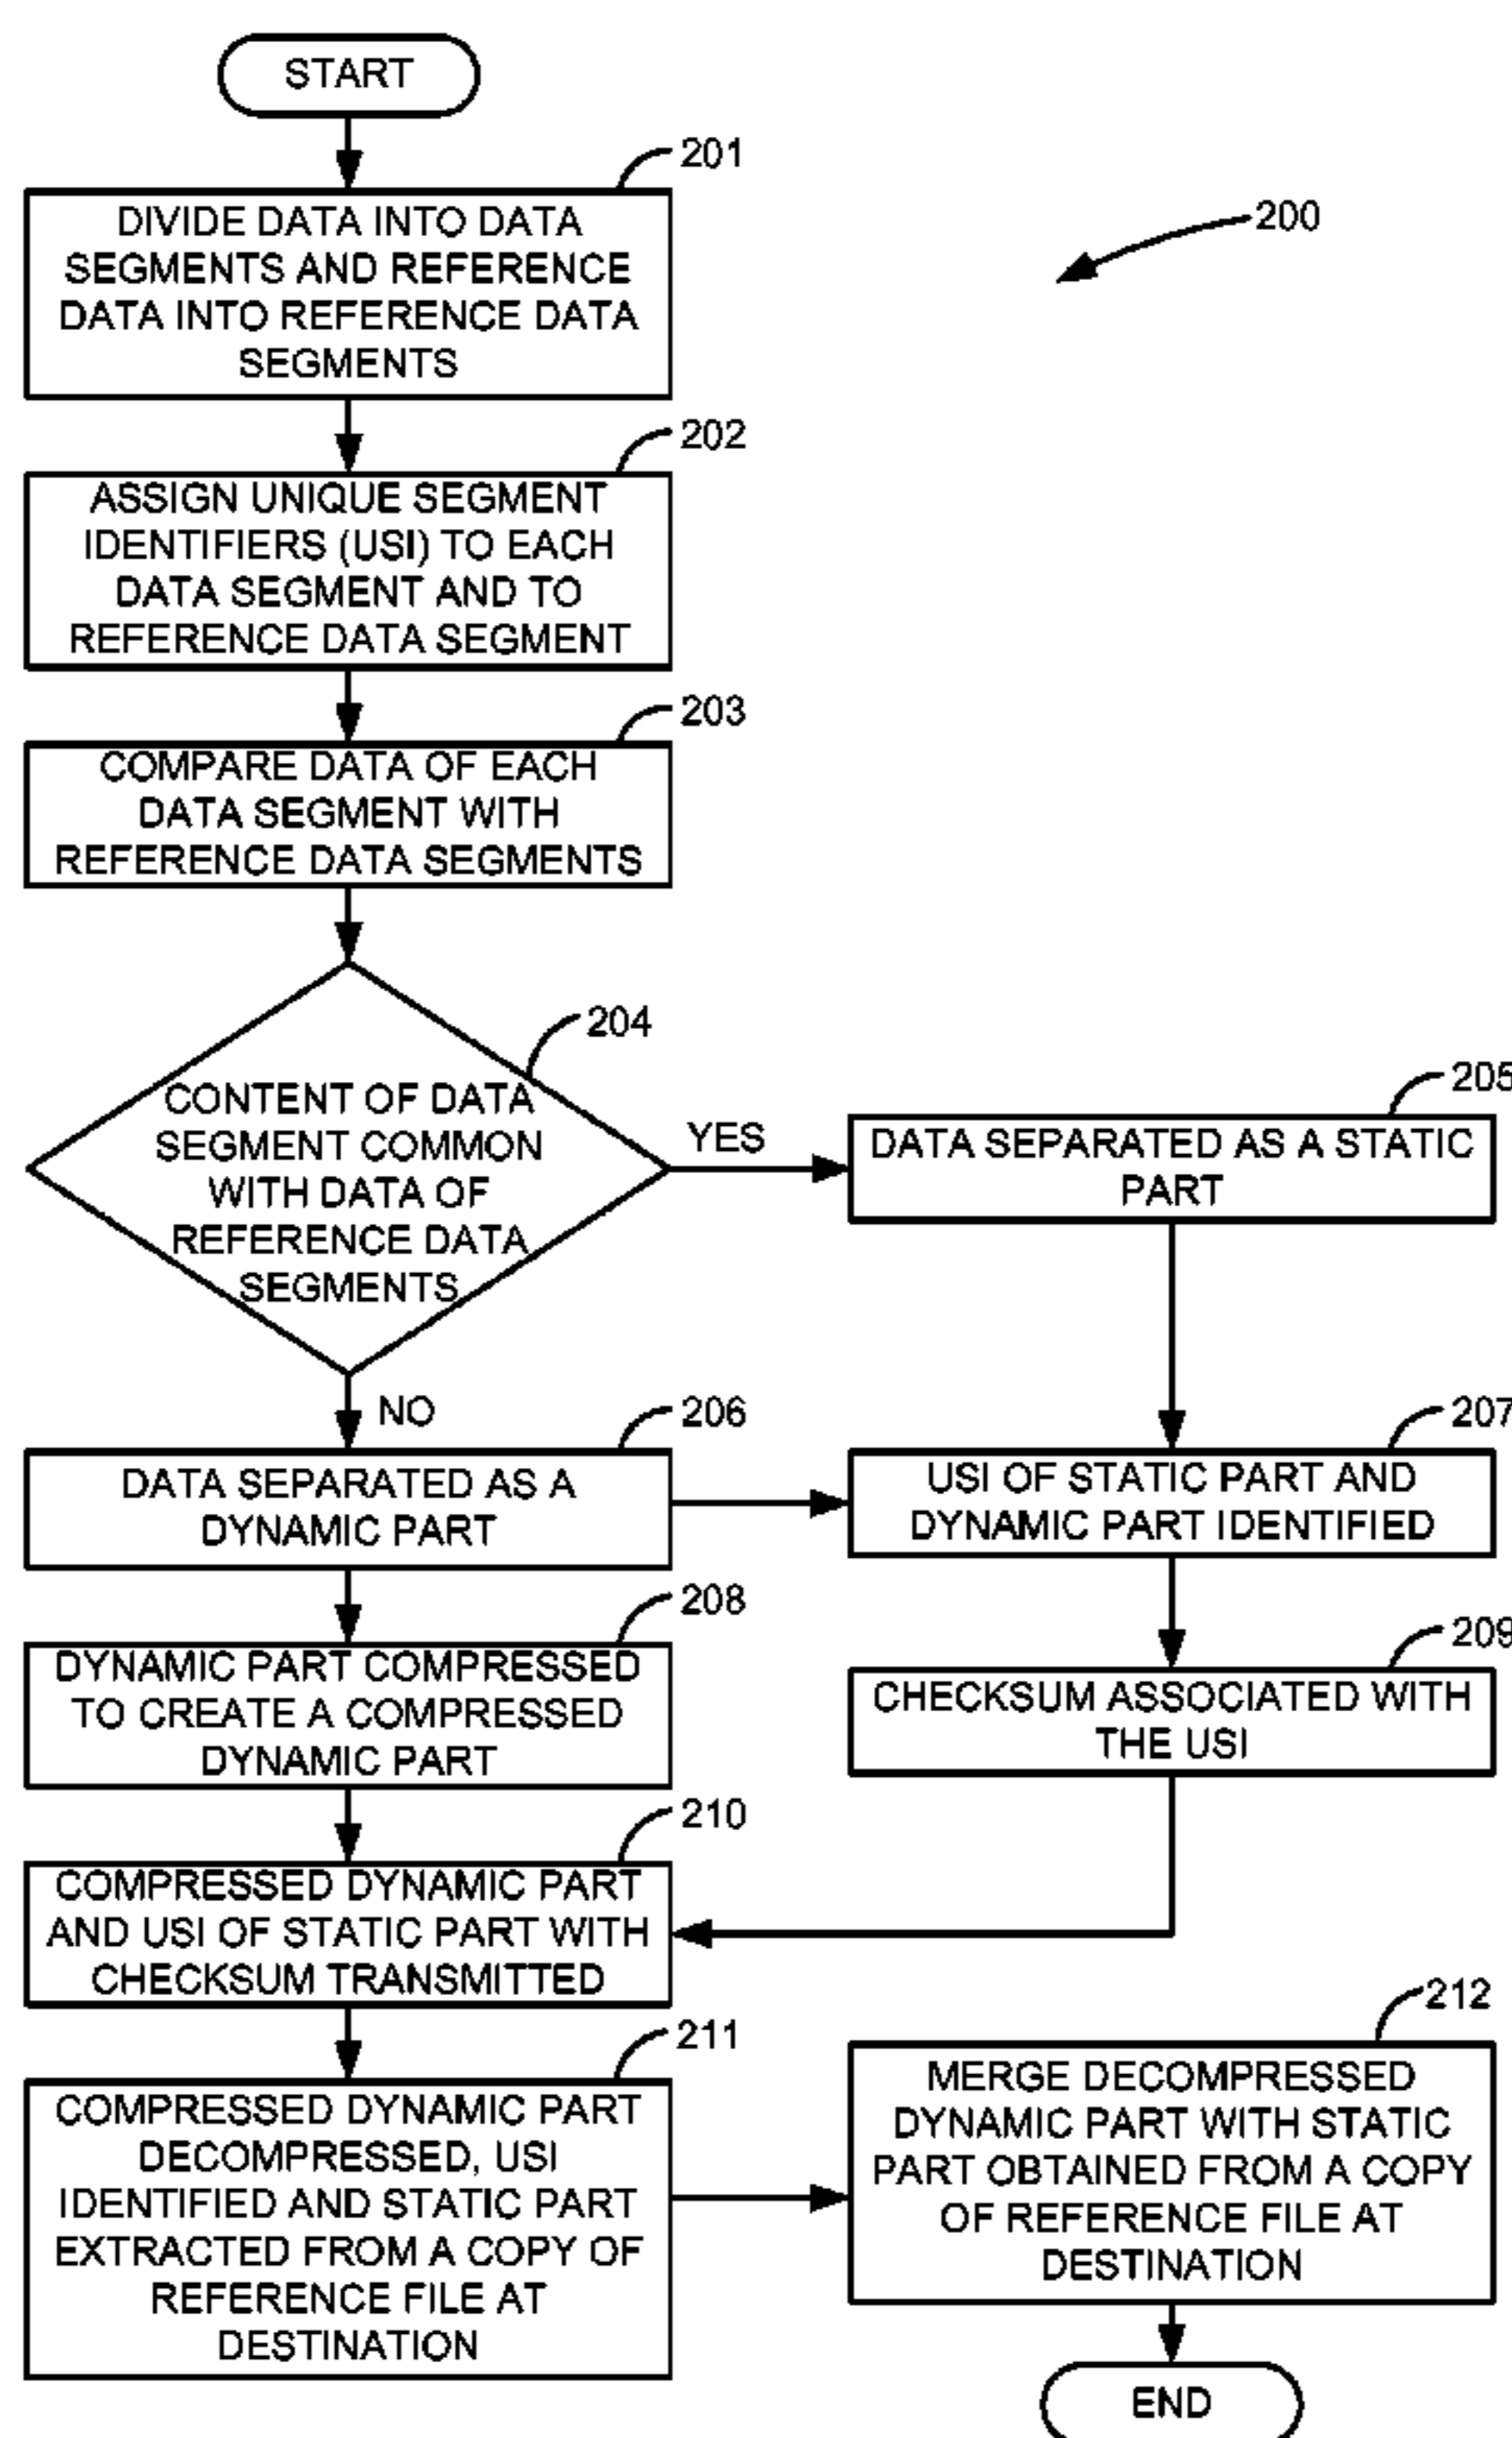 START
201
DIVIDE DATA INTO DATA
SEGMENTS AND REFERENCE
DATA INTO REFERENCE DATA
SEGMENTS
200
202
ASSIGN UNIQUE SEGMENT
IDENTIFIERS (USI) TO EACH
DATA SEGMENT AND TO
REFERENCE DATA SEGMENT
203
COMPARE DATA OF EACH
DATA SEGMENT WITH
REFERENCE DATA SEGMENTS
204
CONTENT OF DATA
SEGMENT COMMON
WITH DATA OF
REFERENCE DATA
SEGMENTS
YES
205
DATA SEPARATED AS A STATIC
PART
NO
206
DATA SEPARATED AS A
DYNAMIC PART
207
USI OF STATIC PART AND
DYNAMIC PART IDENTIFIED
208
DYNAMIC PART COMPRESSED
TO CREATE A COMPRESSED
DYNAMIC PART
209
CHECKSUM ASSOCIATED WITH
THE USI
210
COMPRESSED DYNAMIC PART
AND USI OF STATIC PART WITH
CHECKSUM TRANSMITTED
211
COMPRESSED DYNAMIC PART
DECOMPRESSED, USI
IDENTIFIED AND STATIC PART
EXTRACTED FROM A COPY OF
REFERENCE FILE AT
DESTINATION
212
MERGE DECOMPRESSED
DYNAMIC PART WITH STATIC
PART OBTAINED FROM A COPY
OF REFERENCE FILE AT
DESTINATION
END